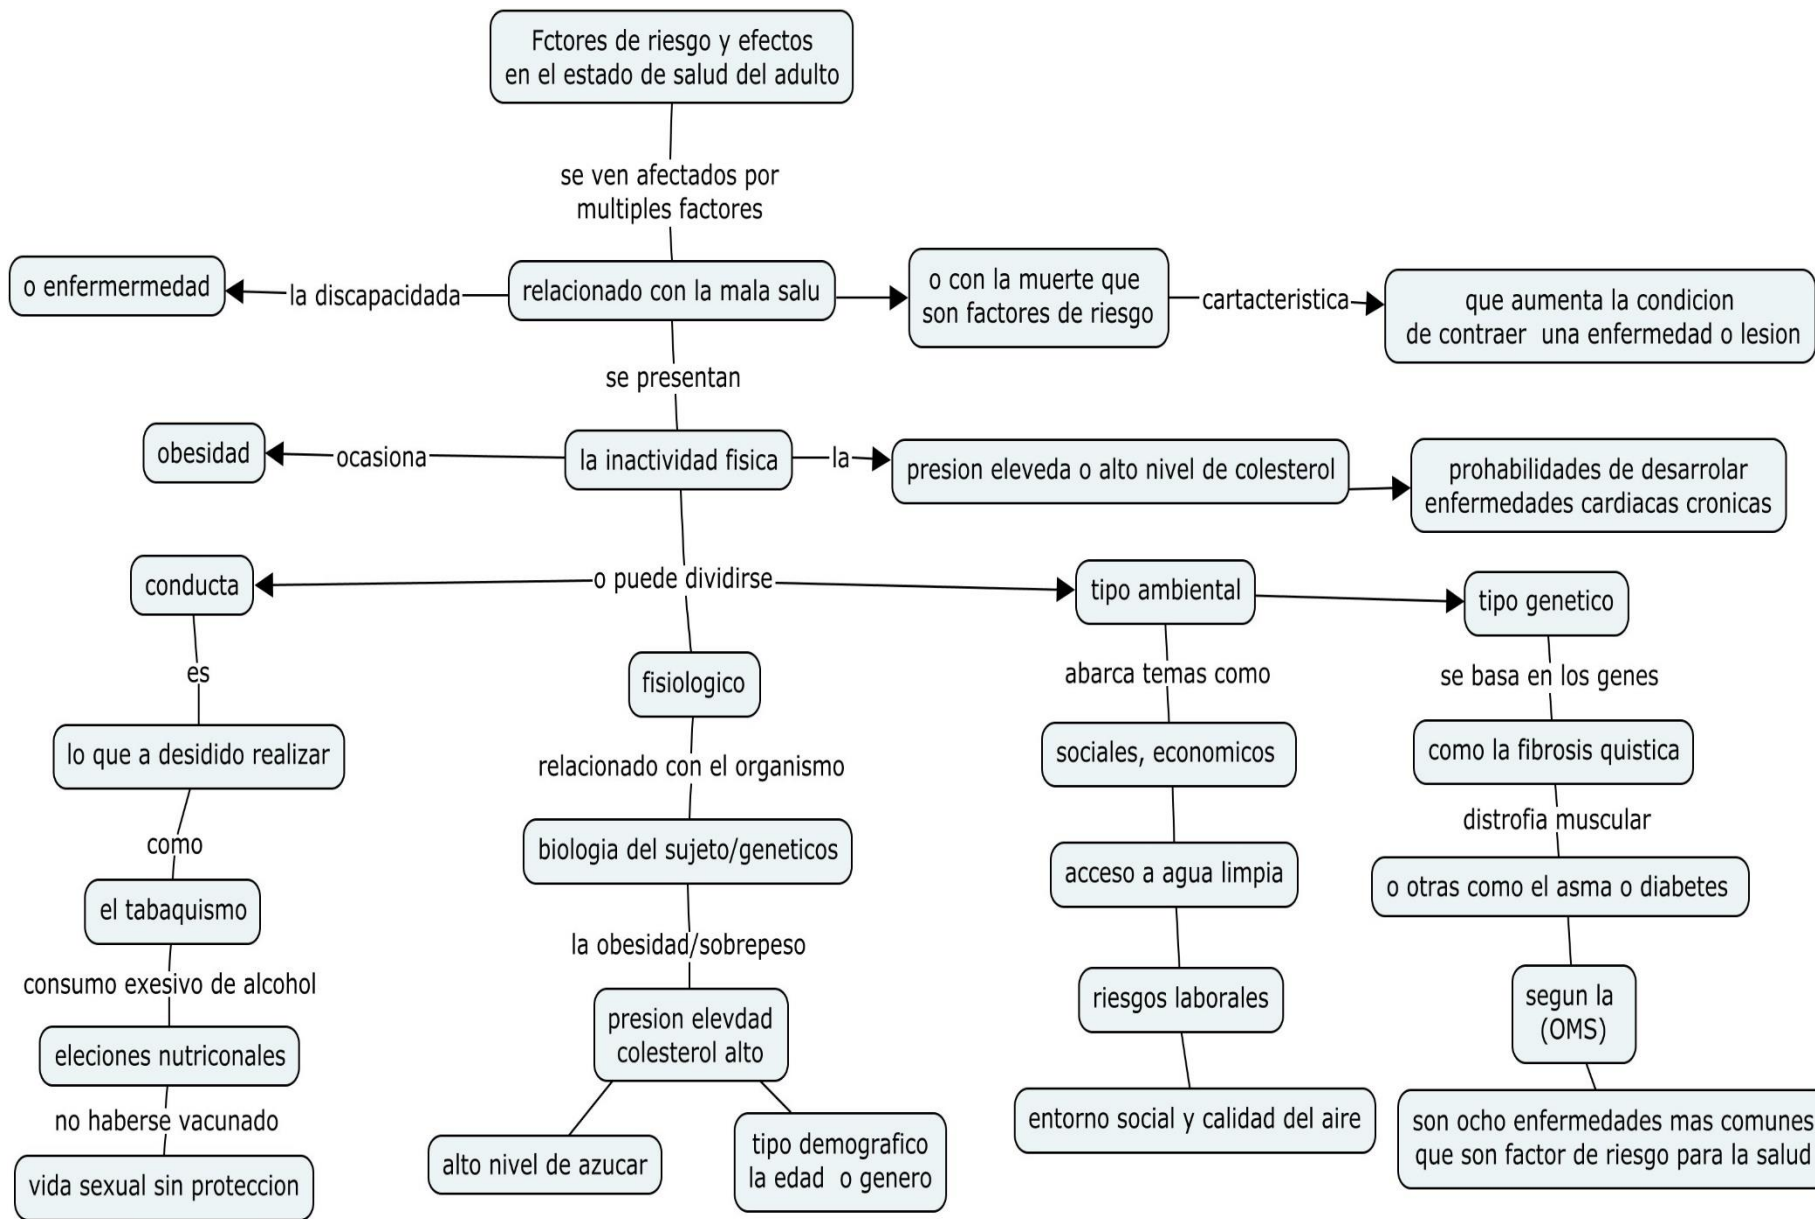 Fctores de riesgo y efectos
en el estado de salud del adulto
se ven afectados por
multiples factores
o enfermermedad
la discapacidada
relacionado con la mala salu
o con la muerte que
son factores de riesgo
cartacteristica
que aumenta la condicion
de contraer una enfermedad o lesion
se presentan
obesidad
ocasiona
la inactividad fisica
la
presion eleveda o alto nivel de colesterol
prohabilidades de desarrolar
enfermedades cardiacas cronicas
o puede dividirse
conducta
es
lo que a desidido realizar
como
el tabaquismo
consumo exesivo de alcohol
eleciones nutriconales
no haberse vacunado
vida sexual sin proteccion
fisiologico
relacionado con el organismo
biologia del sujeto/geneticos
la obesidad/sobrepeso
presion elevdad
colesterol alto
alto nivel de azucar
tipo demografico
la edad o genero
tipo ambiental
abarca temas como
sociales, economicos
acceso a agua limpia
riesgos laborales
entorno social y calidad del aire
tipo genetico
se basa en los genes
como la fibrosis quistica
distrofia muscular
o otras como el asma o diabetes
segun la
(OMS)
son ocho enfermedades mas comunes
que son factor de riesgo para la salud